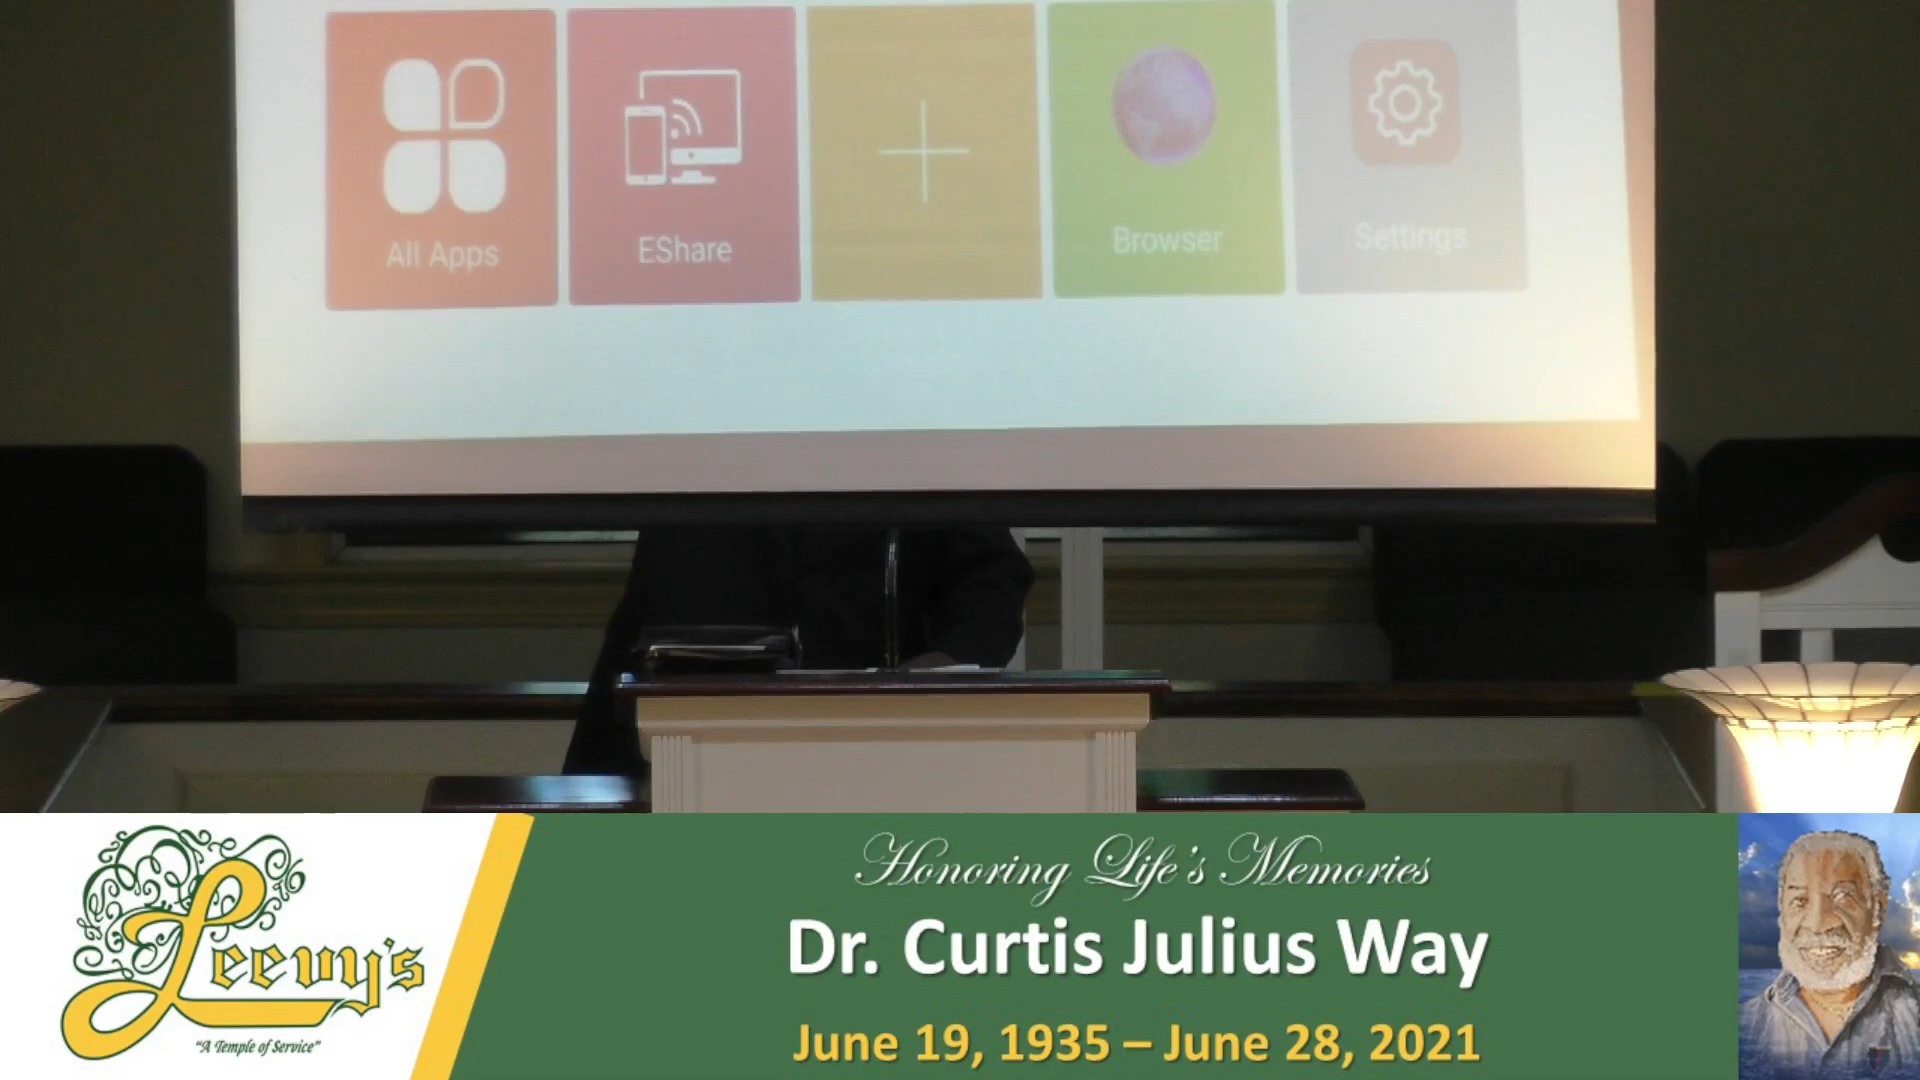 All Apps
EShare
Browser
Settings
Leevy's
"A Temple of Service"
Honoring Life's Memories
Dr. Curtis Julius Way
June 19, 1935 – June 28, 2021